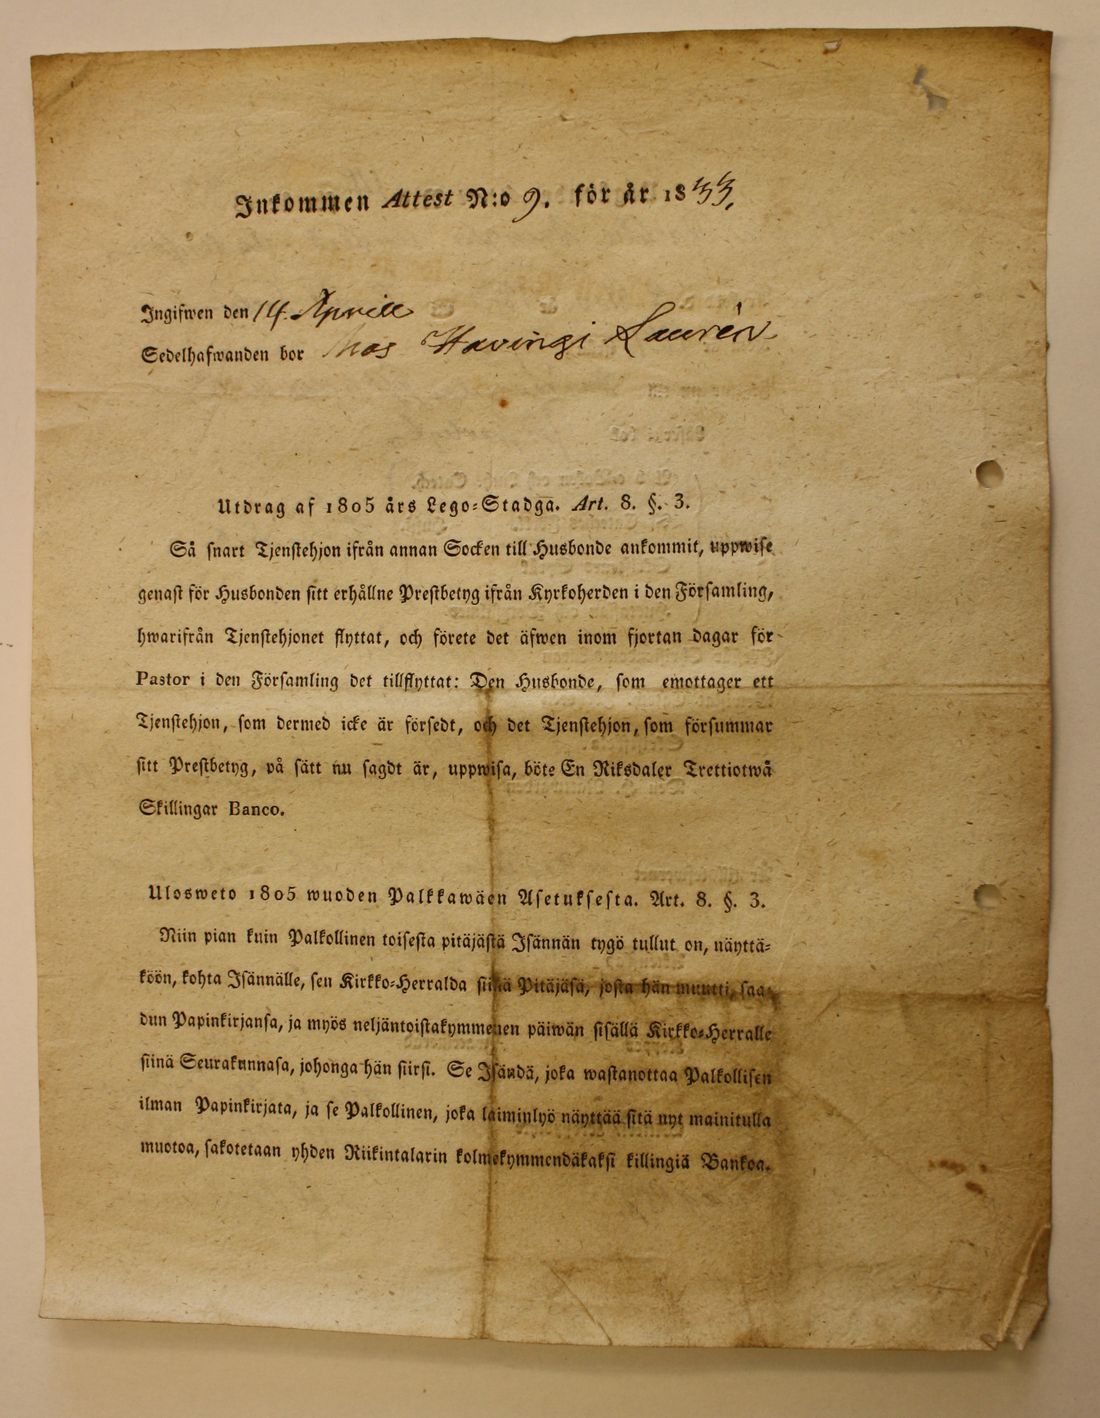 Inkommen Attest N:o 9. för år 1833.
Ingifwen den 14. Aprill
Sedelhafwanden bor hos Havingi Laurén
Utdrag af 1805 års Lego-Stadga. Art. 8. §. 3.
Så snart Tjenstehjon ifrån annan Socken till Husbonde ankommit, uppwise
genast för Husbonden sitt erhållne Prestbetyg ifrån Kyrkoherden i den Församling,
hwarifrån Tjenstehjonet flyttat, och förete det äfwen inom fjortan dagar för
Pastor i den Församling det tillflyttat: Den Husbonde, som emottager ett
Tjenstehjon, som dermed icke är försedt, och det Tjenstehjon, som försummar
sitt Prestbetyg, på sätt nu sagdt är, uppwisa, böte En Riksdaler Trettiotwå
Skillingar Banco.
Ulosweto 1805 wuoden Palkkawäen Asetuksesta. Art. 8. §. 3.
Niin pian kuin Palkollinen toisesta pitäjästä Isännän tygö tullut on, näyttä-
köön, kohta Isännälle, sen Kirkko-Herralda siinä Pitäjäsä, josta hän muutti, saa-
dun Papinkirjansa, ja myös neljäntoistakymmenen päiwän sisällä Kirkko-Herralle
siinä Seurakunnasa, johonga hän siirsi. Se Isändä, joka wastanottaa Palkollisen
ilman Papinkirjata, ja se Palkollinen, joka laiminlyö näyttää sitä nyt mainitulla
muotoa, sakotetaan yhden Riikintalarin kolmekymmendäkaksi killingiä Bankoa.